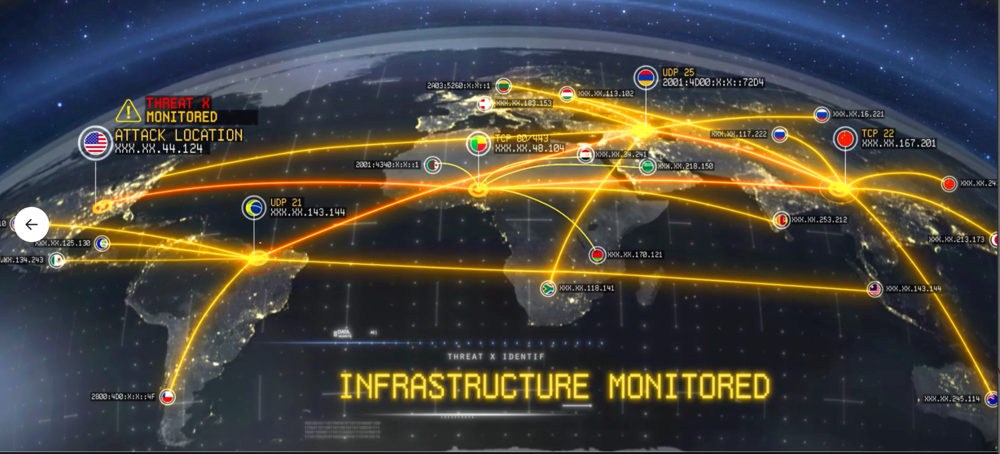 2A03:5260:X:X::1
XXX.XX.113.102
XXX.XX.183.153
UDP 25
2001:4D00:X:X::72D4
THREAT X
MONITORED
ATTACK LOCATION
XXX.XX.44.124
XXX.XX.16.221
XXX.XX.117.222
TCP 22
XXX.XX.167.201
TCP 80/443
XXX.XX.48.104
XXX.XX.34.241
2001:4340:X:X::1
XXX.XX.218.150
XXX.XX.24
UDP 21
XXX.XX.143.144
10
XXX.XX.253.212
XXX.XX.125.130
XXX.XX.213.173
.XX.134.243
XXX.XX.170.121
XXX.XX.118.141
XXX.XX.143.144
DATA
AC|
THREAT X IDENTIF
INFRASTRUCTURE MONITORED
2800:4D0:X:X::4F
XXX.XX.245.114